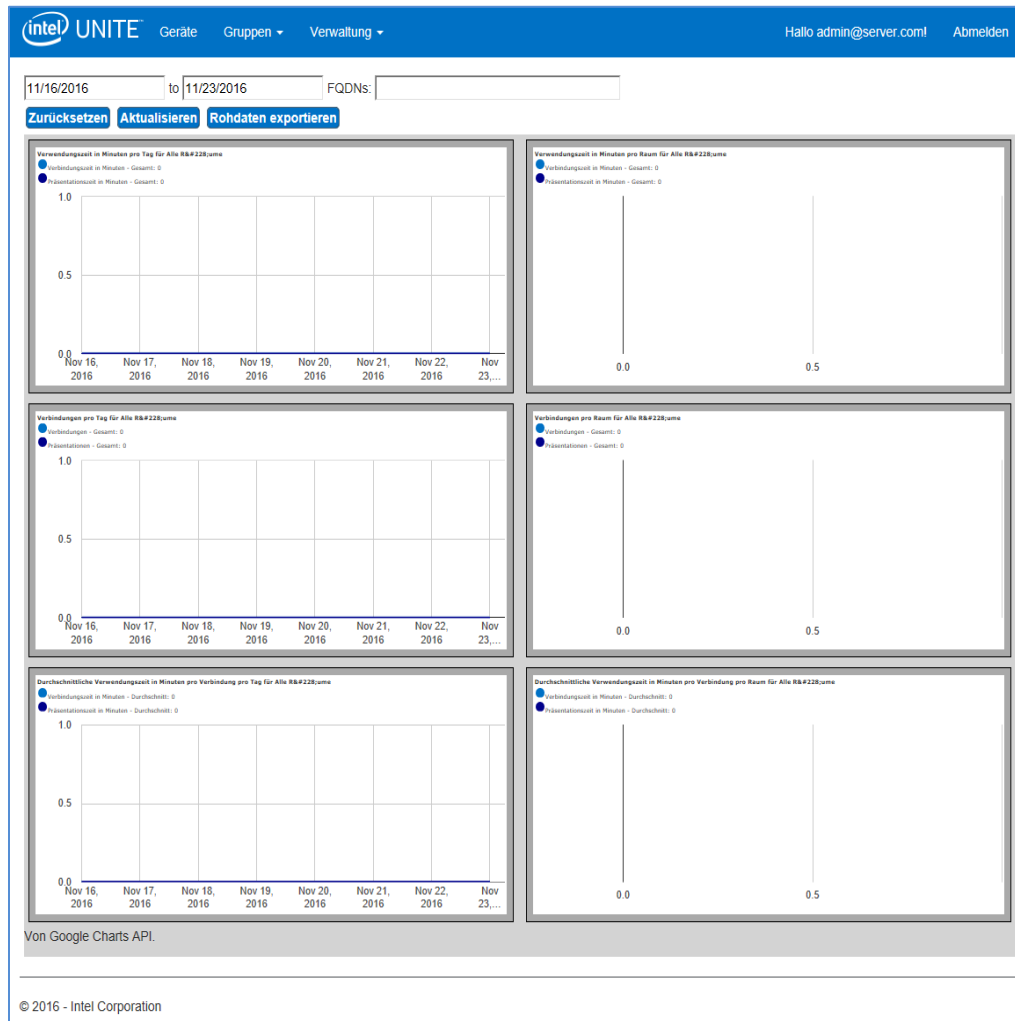 intel UNITE™ Geräte Gruppen Verwaltung Hallo admin@server.com! Abmelden
11/16/2016 to 11/23/2016 FQDNs:
Zurücksetzen Aktualisieren Rohdaten exportieren
Verwendungszeit in Minuten pro Tag für Alle R&#228;ume
Verbindungszeit in Minuten - Gesamt: 0
Präsentationszeit in Minuten - Gesamt: 0
1.0
0.5
0.0
Nov 16, 2016 Nov 17, 2016 Nov 18, 2016 Nov 19, 2016 Nov 20, 2016 Nov 21, 2016 Nov 22, 2016 Nov 23,...
Verwendungszeit in Minuten pro Raum für Alle R&#228;ume
Verbindungszeit in Minuten - Gesamt: 0
Präsentationszeit in Minuten - Gesamt: 0
0.0 0.5
Verbindungen pro Tag für Alle R&#228;ume
Verbindungen - Gesamt: 0
Präsentationen - Gesamt: 0
1.0
0.5
0.0
Nov 16, 2016 Nov 17, 2016 Nov 18, 2016 Nov 19, 2016 Nov 20, 2016 Nov 21, 2016 Nov 22, 2016 Nov 23,...
Verbindungen pro Raum für Alle R&#228;ume
Verbindungen - Gesamt: 0
Präsentationen - Gesamt: 0
0.0 0.5
Durchschnittliche Verwendungszeit in Minuten pro Verbindung pro Tag für Alle R&#228;ume
Verbindungszeit in Minuten - Durchschnitt: 0
Präsentationszeit in Minuten - Durchschnitt: 0
1.0
0.5
0.0
Nov 16, 2016 Nov 17, 2016 Nov 18, 2016 Nov 19, 2016 Nov 20, 2016 Nov 21, 2016 Nov 22, 2016 Nov 23,...
Durchschnittliche Verwendungszeit in Minuten pro Verbindung pro Raum für Alle R&#228;ume
Verbindungszeit in Minuten - Durchschnitt: 0
Präsentationszeit in Minuten - Durchschnitt: 0
0.0 0.5
Von Google Charts API.
© 2016 - Intel Corporation